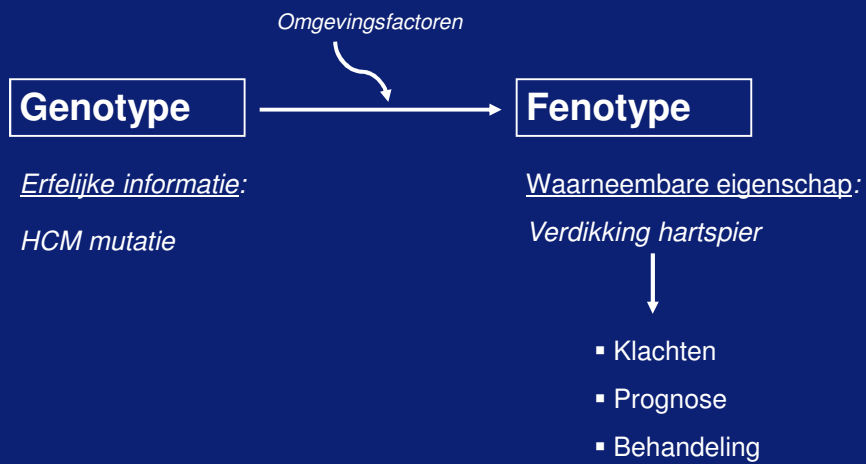 Omgevingsfactoren
Genotype
Fenotype
Erfelijke informatie:
HCM mutatie
Waarneembare eigenschap:
Verdikking hartspier
▪ Klachten
▪ Prognose
▪ Behandeling